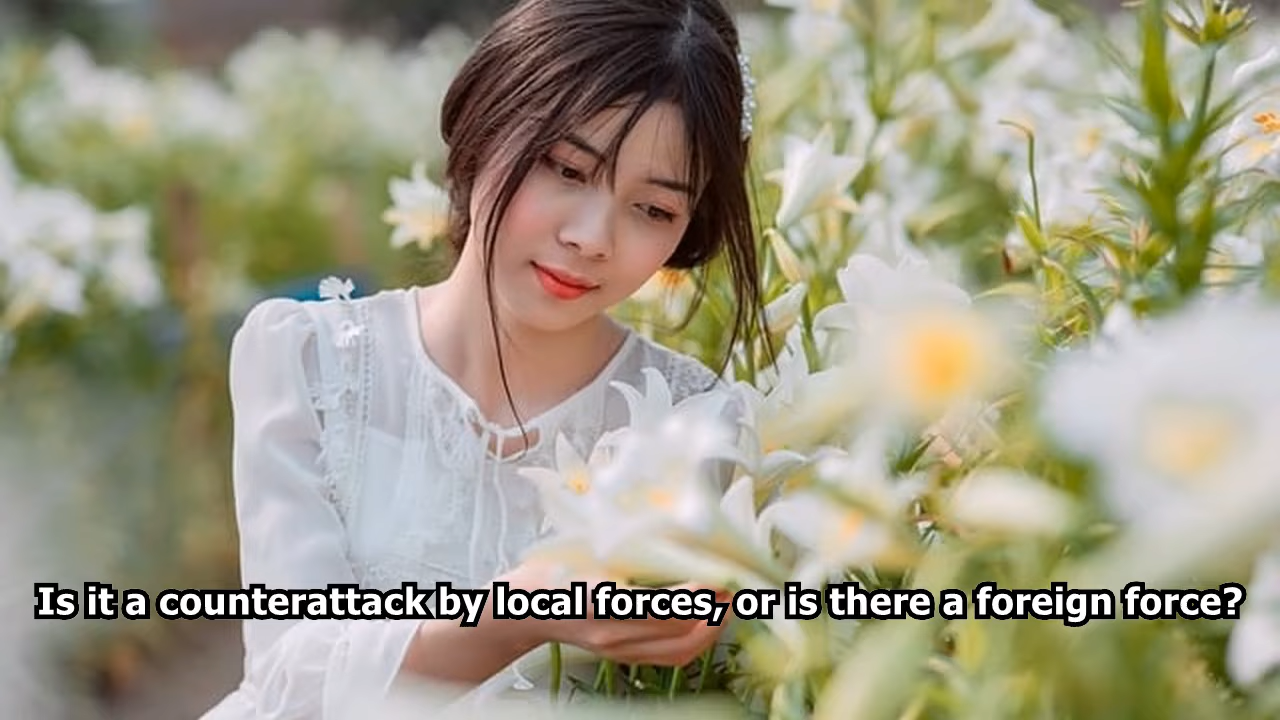 Is it a counterattack by local forces, or is there a foreign force?